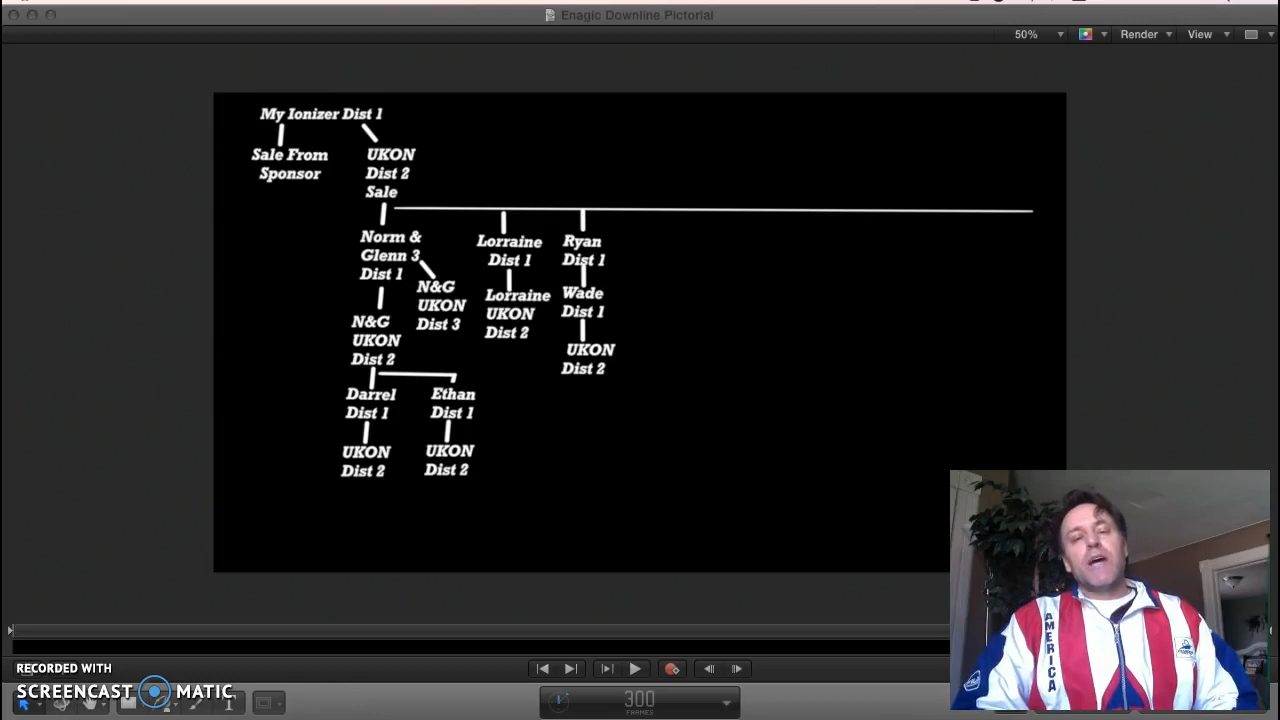 Enagic Downline Pictorial
50%
Render
View
My Ionizer Dist 1
Sale From
Sponsor
UKON
Dist 2
Sale
Norm &
Glenn 3
Dist 1
N&G
UKON
Dist 3
Lorraine
Dist 1
Lorraine
UKON
Dist 2
Ryan
Dist 1
Wade
Dist 1
UKON
Dist 2
N&G
UKON
Dist 2
Darrel
Dist 1
UKON
Dist 2
Ethan
Dist 1
UKON
Dist 2
AMERICA
RECORDED WITH
SCREENCAST MATIC
T
300
FRAMES